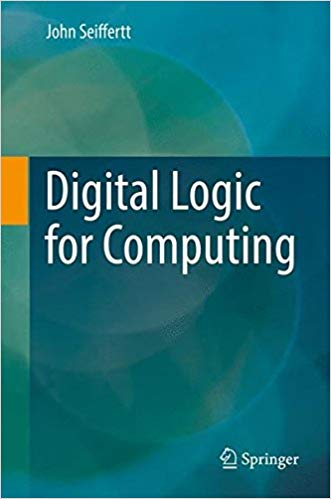 John Seiffertt
Digital Logic
for Computing
Springer